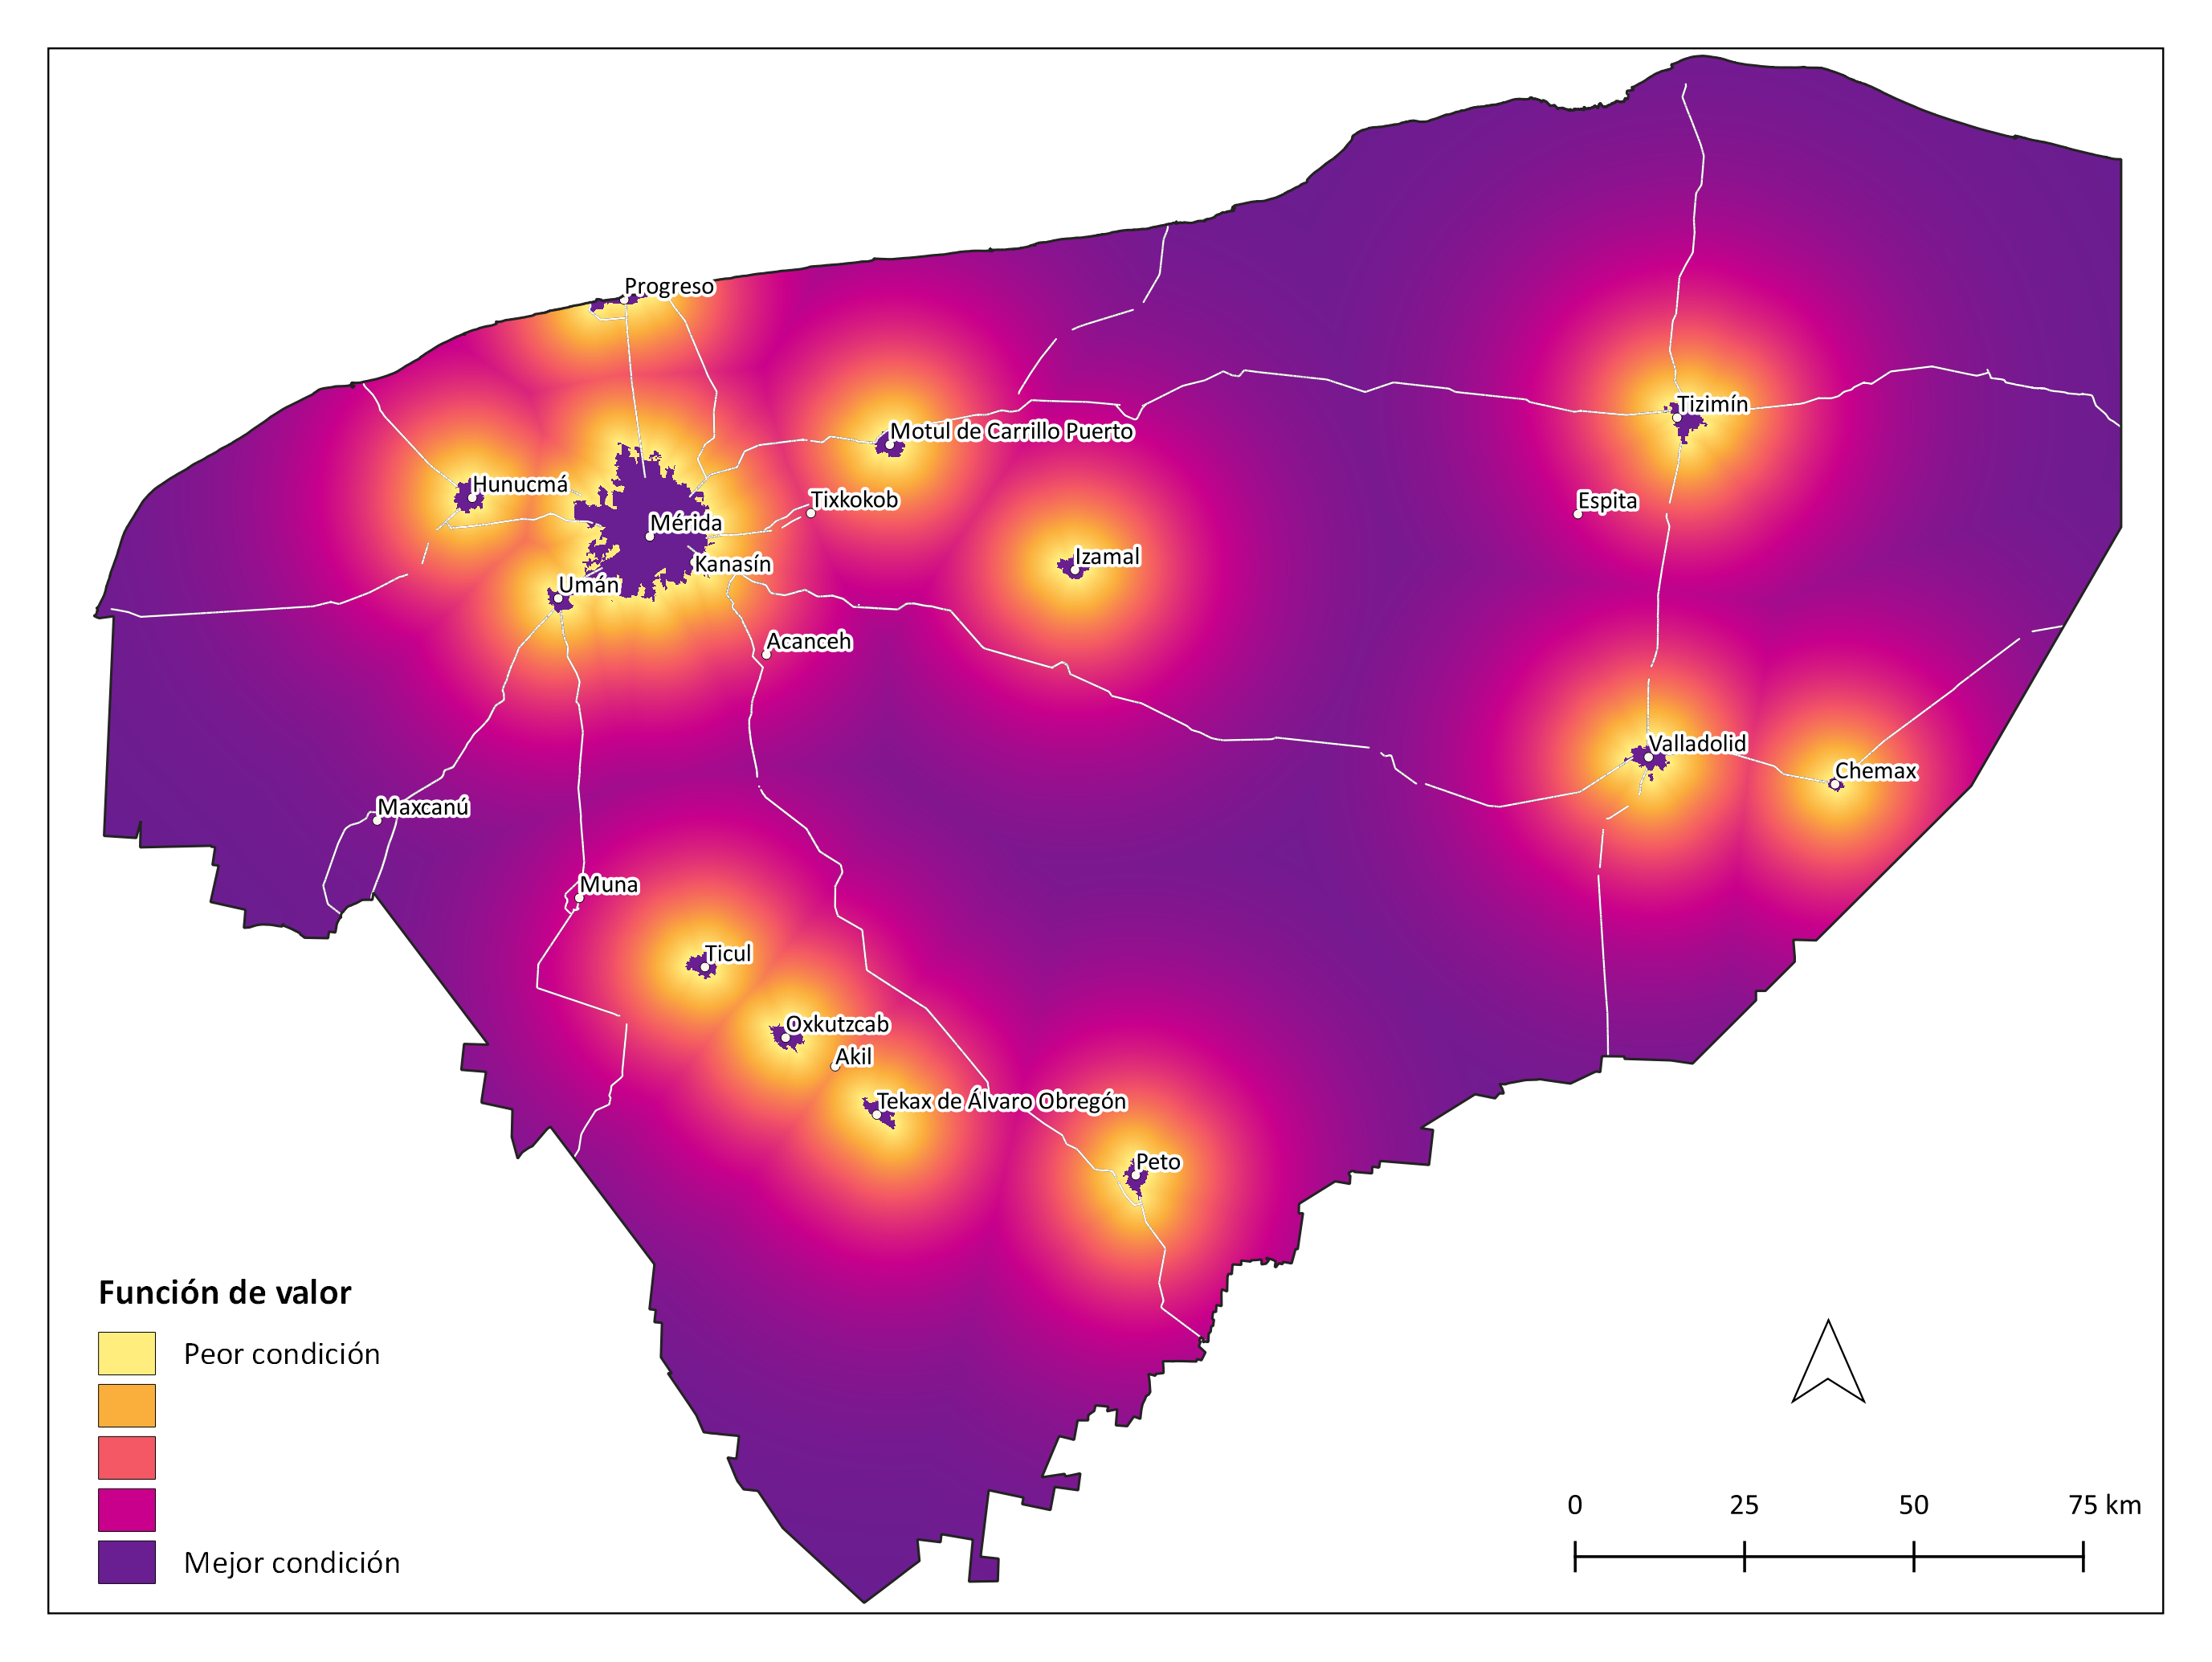 Progreso
Tizimín
Motul de Carrillo Puerto
Hunucmá
Tixkokob
Espita
Mérida
Izamal
Kanasín
Umán
Acanceh
Valladolid
Chemax
Maxcanú
Muna
Ticul
Oxkutzcab
Akil
Tekax de Álvaro Obregón
Peto
Función de valor
Peor condición
Mejor condición
0 25 50 75 km